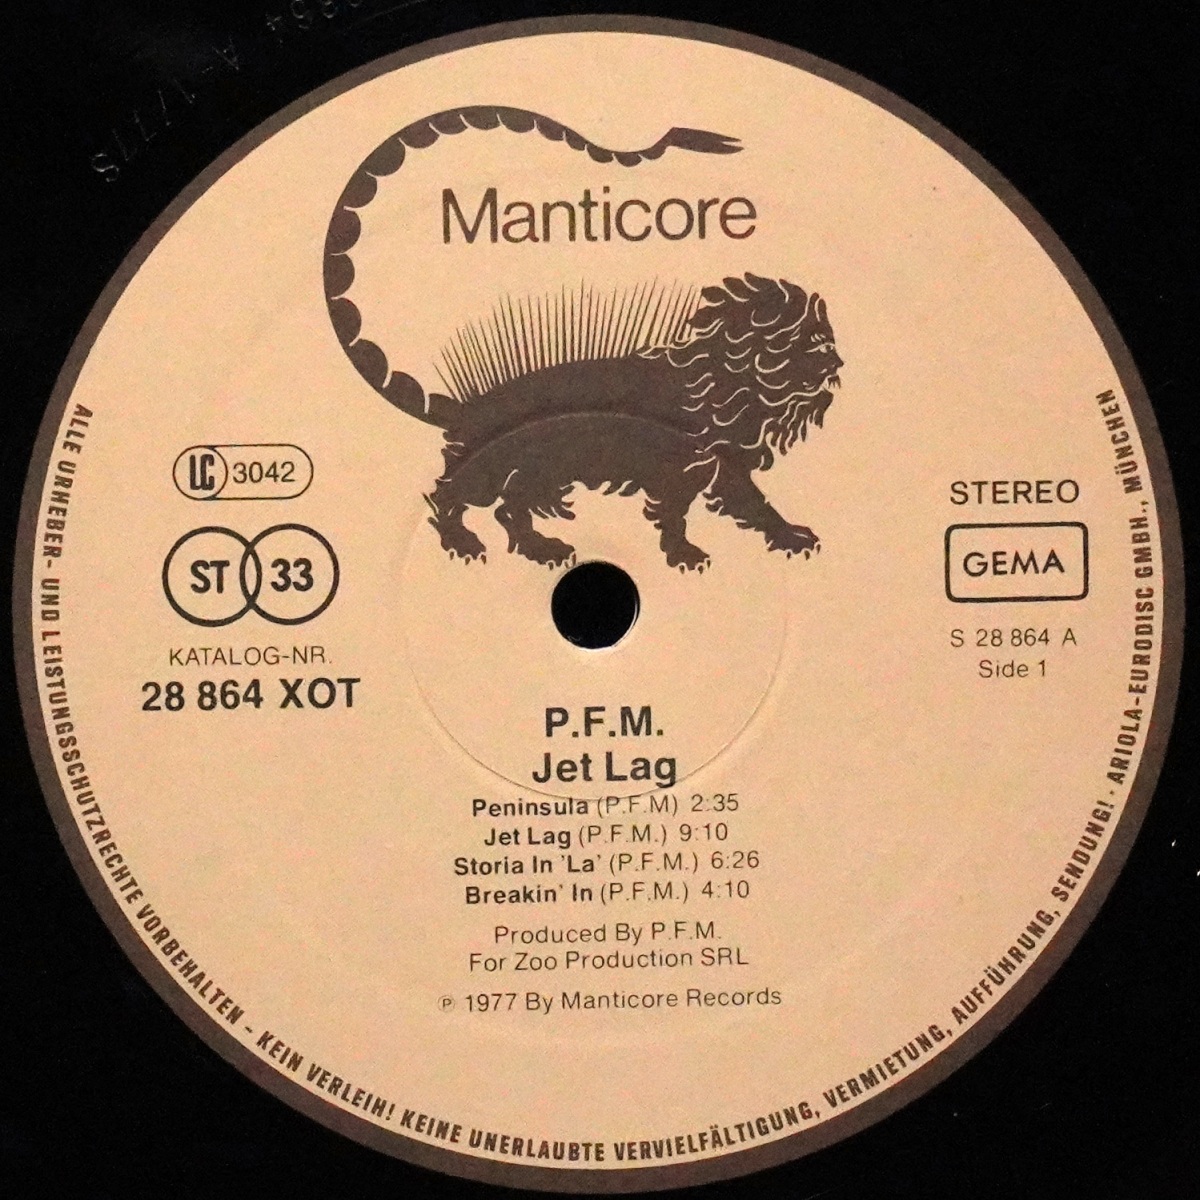 Manticore
LC 3042
ST 33
KATALOG-NR.
28 864 XOT
STEREO
GEMA
S 28 864 A
Side 1
P.F.M.
Jet Lag
Peninsula (P.F.M) 2:35
Jet Lag (P.F.M.) 9:10
Storia In 'La' (P.F.M.) 6:26
Breakin' In (P.F.M.) 4:10
Produced By P.F.M.
For Zoo Production SRL
℗ 1977 By Manticore Records
ALLE URHEBER- UND LEISTUNGSSCHUTZRECHTE VORBEHALTEN - KEIN VERLEIH! KEINE UNERLAUBTE VERVIELFÄLTIGUNG, VERMIETUNG, AUFFÜHRUNG, SENDUNG! · ARIOLA-EURODISC GMBH., MÜNCHEN